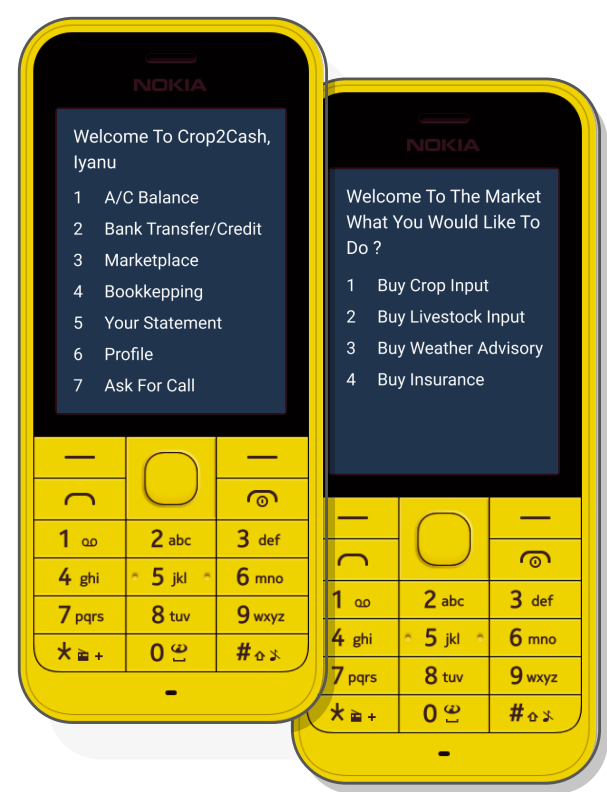 NOKIA
Welcome To Crop2Cash,
Iyanu
1 A/C Balance
2 Bank Transfer/Credit
3 Marketplace
4 Bookkepping
5 Your Statement
6 Profile
7 Ask For Call
1
2 abc
3 def
4 ghi
5 jkl
6 mno
7 pqrs
8 tuv
9 wxyz
* +
0
#
NOKIA
Welcome To The Market
What You Would Like To
Do ?
1 Buy Crop Input
2 Buy Livestock Input
3 Buy Weather Advisory
4 Buy Insurance
1
2 abc
3 def
4 ghi
5 jkl
6 mno
7 pqrs
8 tuv
9 wxyz
* +
0
#